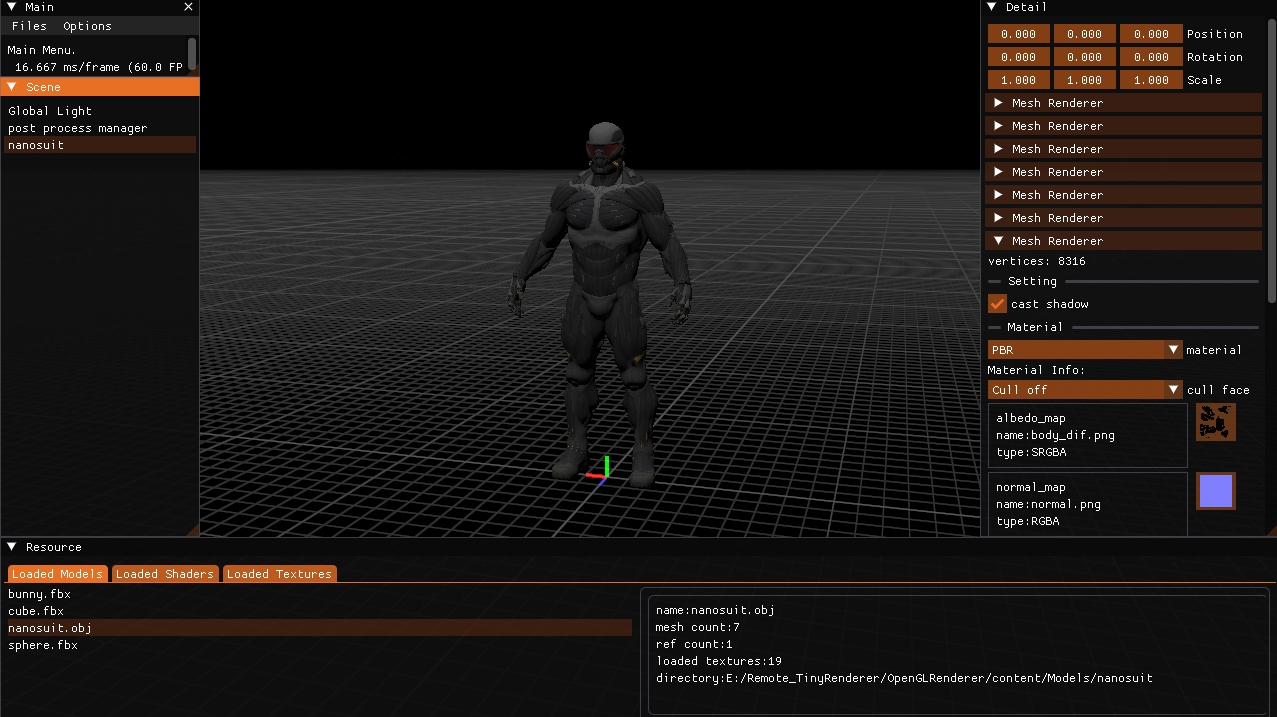 Main
Files Options
Main Menu.
16.667 ms/frame (60.0 FP
Scene
Global Light
post process manager
nanosuit
Detail
0.000 0.000 0.000 Position
0.000 0.000 0.000 Rotation
1.000 1.000 1.000 Scale
Mesh Renderer
Mesh Renderer
Mesh Renderer
Mesh Renderer
Mesh Renderer
Mesh Renderer
Mesh Renderer
vertices: 8316
Setting
cast shadow
Material
PBR material
Material Info:
Cull off cull face
albedo_map
name:body_dif.png
type:SRGBA
normal_map
name:normal.png
type:RGBA
Resource
Loaded Models Loaded Shaders Loaded Textures
bunny.fbx
cube.fbx
nanosuit.obj
sphere.fbx
name:nanosuit.obj
mesh count:7
ref count:1
loaded textures:19
directory:E:/Remote_TinyRenderer/OpenGLRenderer/content/Models/nanosuit